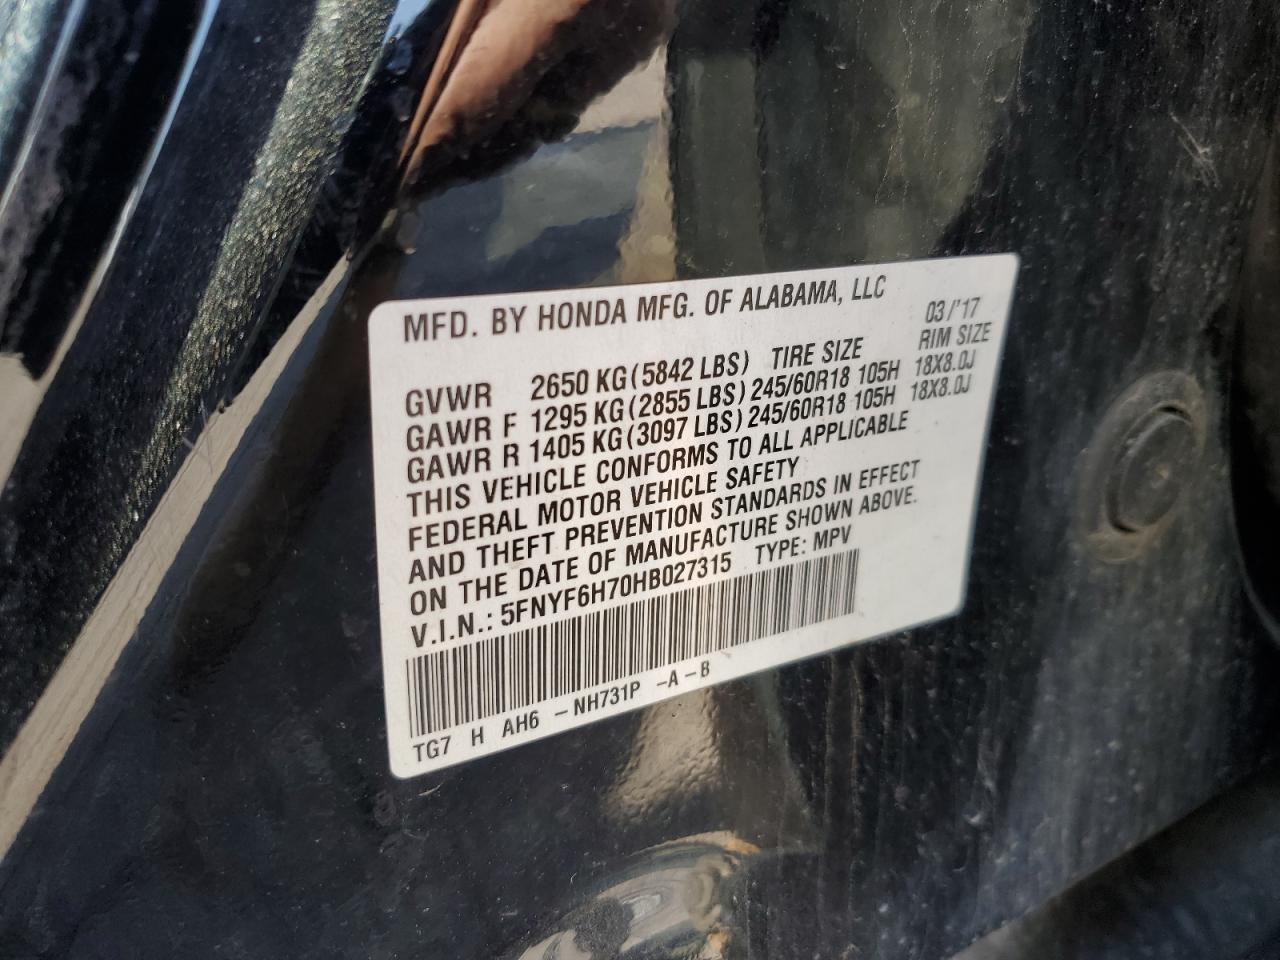 MFD. BY HONDA MFG. OF ALABAMA, LLC 03/'17
GVWR 2650 KG(5842 LBS) TIRE SIZE RIM SIZE
GAWR F 1295 KG(2855 LBS) 245/60R18 105H 18X8.0J
GAWR R 1405 KG(3097 LBS) 245/60R18 105H 18X8.0J
THIS VEHICLE CONFORMS TO ALL APPLICABLE
FEDERAL MOTOR VEHICLE SAFETY
AND THEFT PREVENTION STANDARDS IN EFFECT
ON THE DATE OF MANUFACTURE SHOWN ABOVE.
V.I.N.: 5FNYF6H70HB027315 TYPE: MPV
TG7 H AH6 -NH731P -A-B